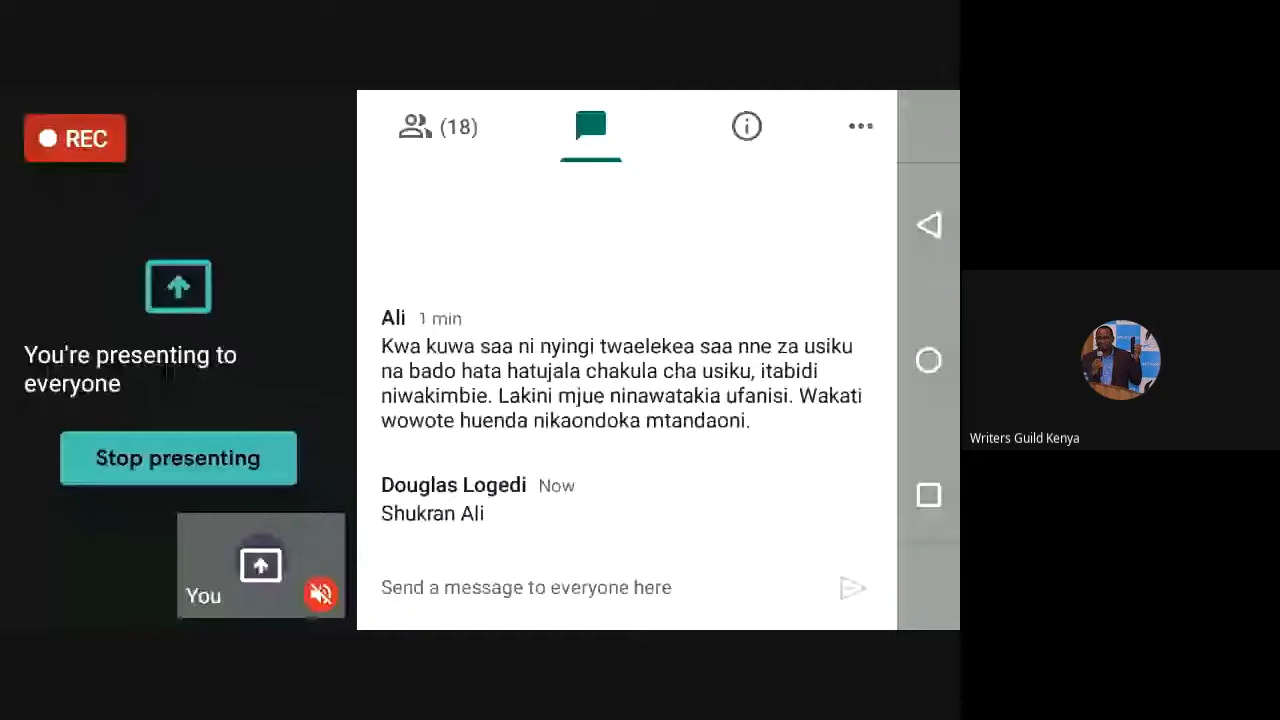 REC
You're presenting to
everyone
Stop presenting
You
(18)
Ali 1 min
Kwa kuwa saa ni nyingi twaelekea saa nne za usiku
na bado hata hatujala chakula cha usiku, itabidi
niwakimbie. Lakini mjue ninawatakia ufanisi. Wakati
wowote huenda nikaondoka mtandaoni.
Douglas Logedi Now
Shukran Ali
Send a message to everyone here
Writers Guild Kenya